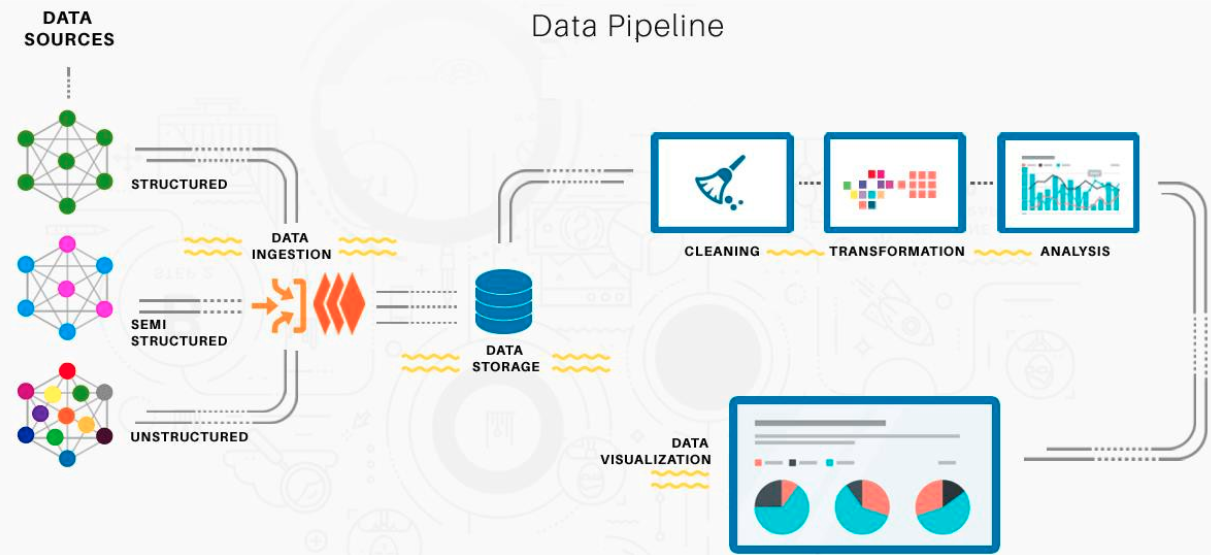 Data Pipeline
DATA
SOURCES
STRUCTURED
SEMI
STRUCTURED
UNSTRUCTURED
DATA
INGESTION
DATA
STORAGE
CLEANING
TRANSFORMATION
ANALYSIS
DATA
VISUALIZATION